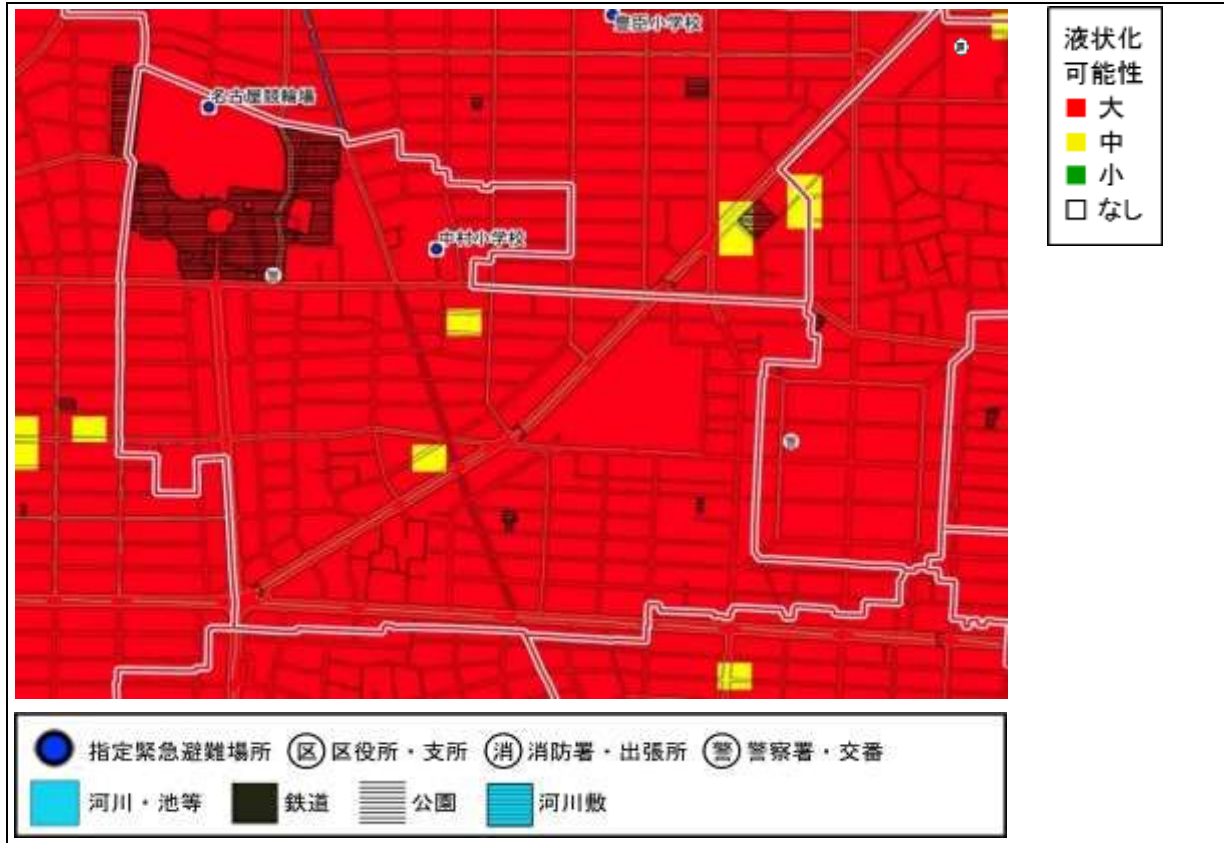 豊臣小学校
名古屋競輪場
中村小学校
警
警
液状化
可能性
大
中
小
なし
指定緊急避難場所 区 区役所・支所 消 消防署・出張所 警 警察署・交番
河川・池等 鉄道 公園 河川敷